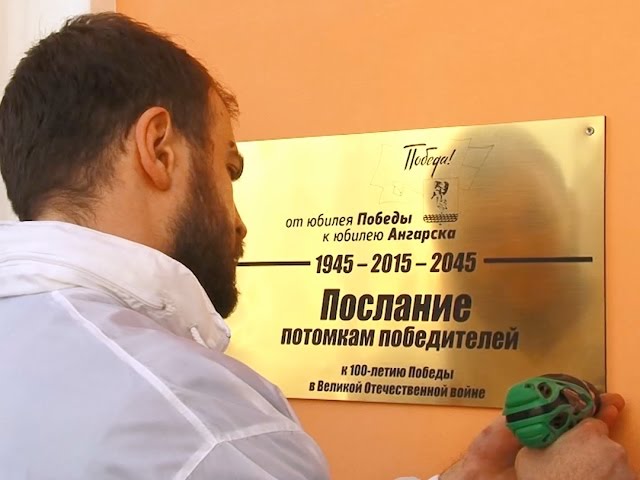 Победа!
от юбилея Победы
к юбилею Ангарска
1945 – 2015 – 2045
Послание
потомкам победителей
к 100-летию Победы
в Великой Отечественной войне